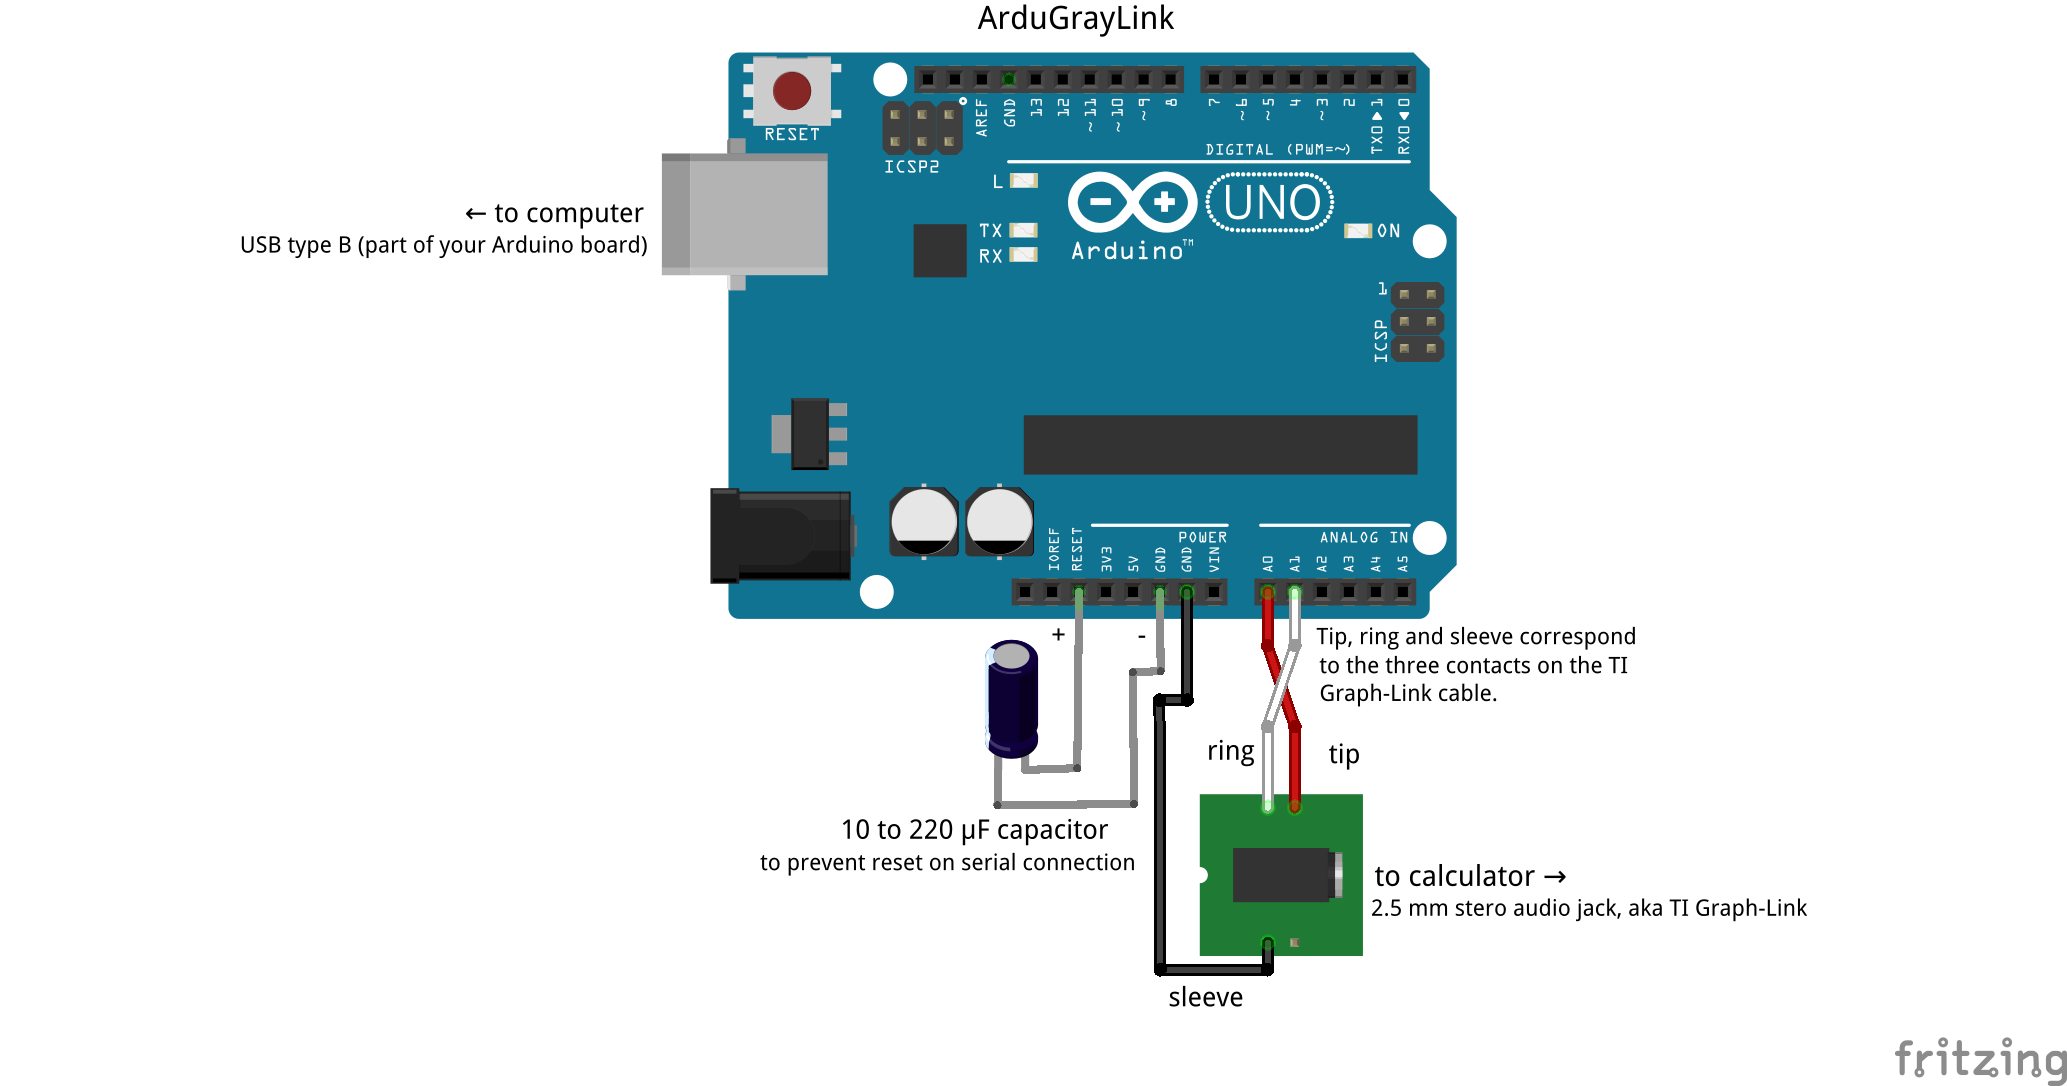 ArduGrayLink
RESET
ICSP2
AREF
GND
13
12
~11
~10
~9
8
7
~6
~5
4
~3
2
TX0▶1
RX0◀0
DIGITAL (PWM=~)
L
TX
RX
Arduino™
UNO
ON
← to computer
USB type B (part of your Arduino board)
1
ICSP
IOREF
RESET
3V3
5V
GND
GND
VIN
POWER
ANALOG IN
A0
A1
A2
A3
A4
A5
+
-
Tip, ring and sleeve correspond
to the three contacts on the TI
Graph-Link cable.
ring
tip
10 to 220 µF capacitor
to prevent reset on serial connection
to calculator →
2.5 mm stero audio jack, aka TI Graph-Link
sleeve
fritzing